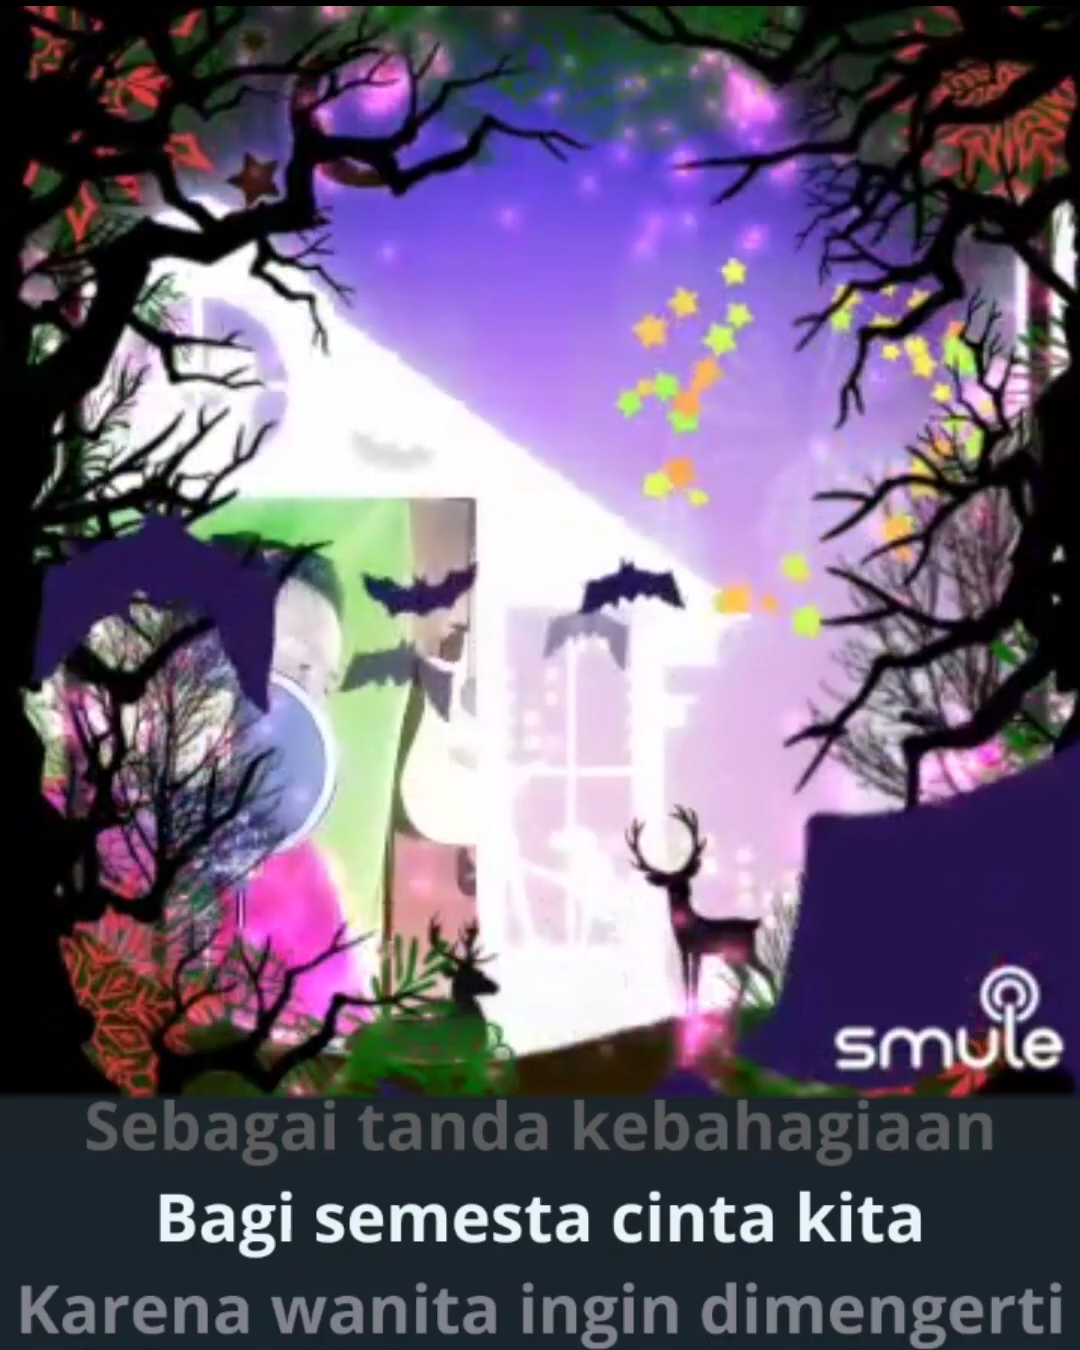 smule
Sebagai tanda kebahagiaan
Bagi semesta cinta kita
Karena wanita ingin dimengerti